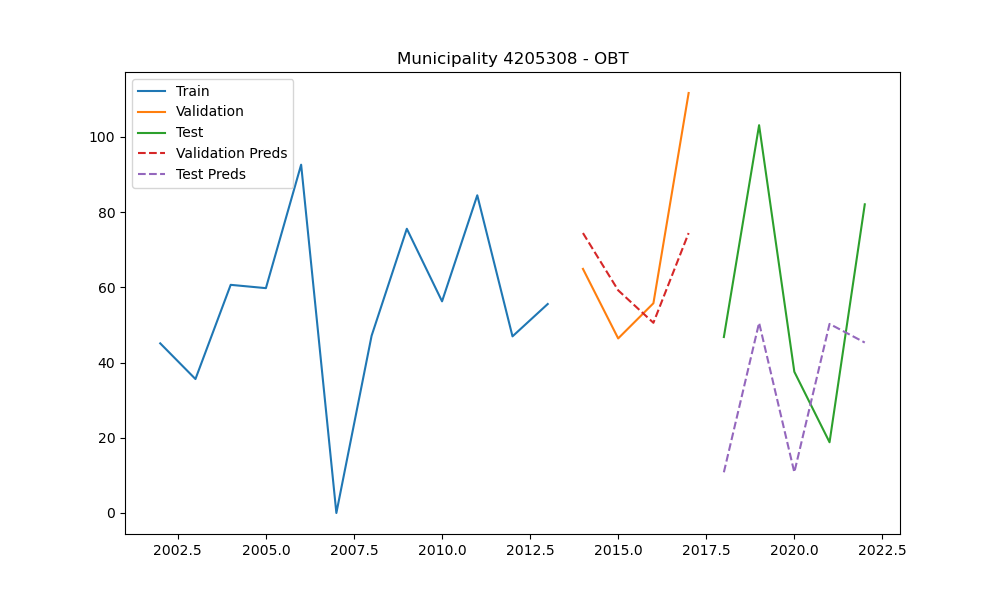 Municipality 4205308 - OBT
Train
Validation
Test
Validation Preds
Test Preds
100
80
60
40
20
0
2002.5 2005.0 2007.5 2010.0 2012.5 2015.0 2017.5 2020.0 2022.5